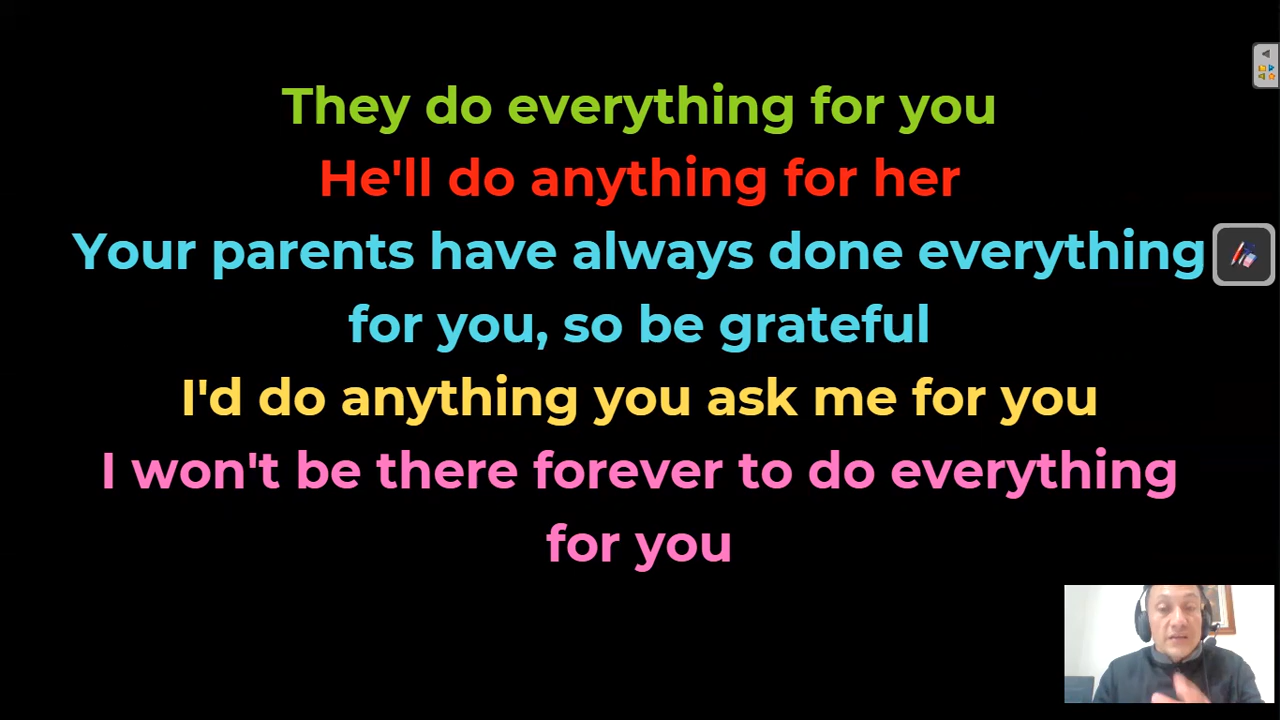 They do everything for you
He'll do anything for her
Your parents have always done everything
for you, so be grateful
I'd do anything you ask me for you
I won't be there forever to do everything
for you